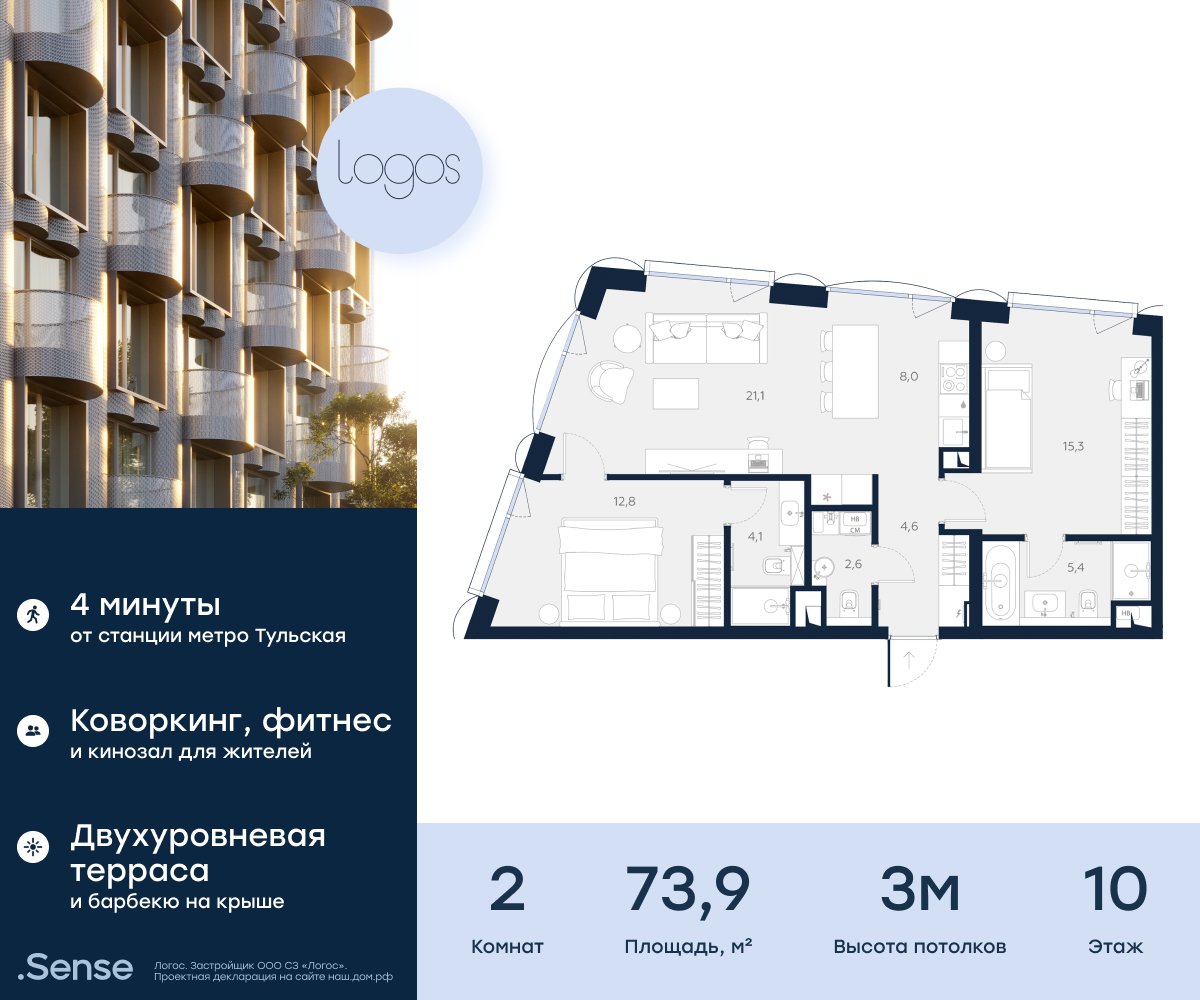 logos
4 минуты
от станции метро Тульская
Коворкинг, фитнес
и кинозал для жителей
Двухуровневая
терраса
и барбекю на крыше
.Sense
Логос. Застройщик ООО СЗ «Логос».
Проектная декларация на сайте наш.дом.рф
21,1
8,0
15,3
12,8
4,1
НВ
СМ
2,6
4,6
5,4
НВ
2
Комнат
73,9
Площадь, м²
3м
Высота потолков
10
Этаж